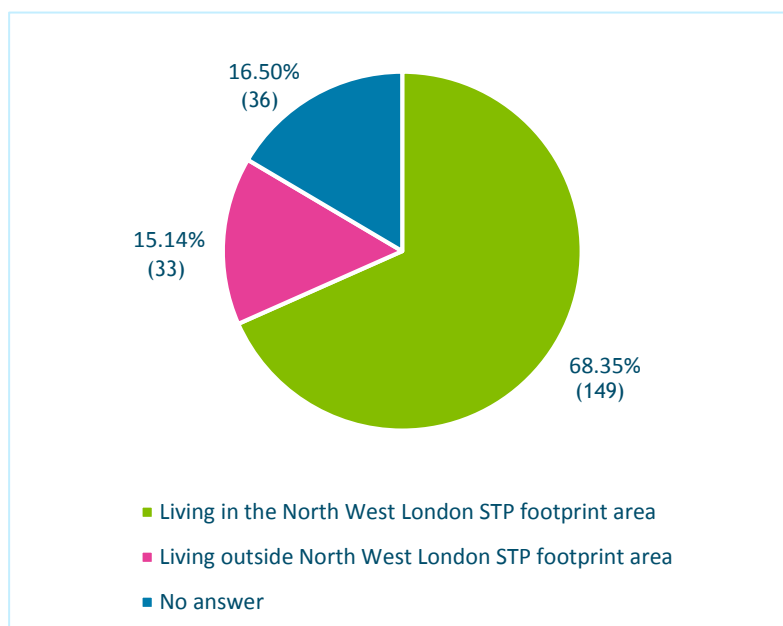 16.50%
(36)
15.14%
(33)
68.35%
(149)
Living in the North West London STP footprint area
Living outside North West London STP footprint area
No answer